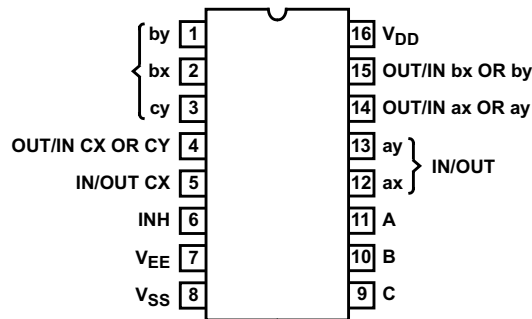 by 1
bx 2
cy 3
OUT/IN CX OR CY 4
IN/OUT CX 5
INH 6
VEE 7
VSS 8
16 VDD
15 OUT/IN bx OR by
14 OUT/IN ax OR ay
13 ay
12 ax
IN/OUT
11 A
10 B
9 C